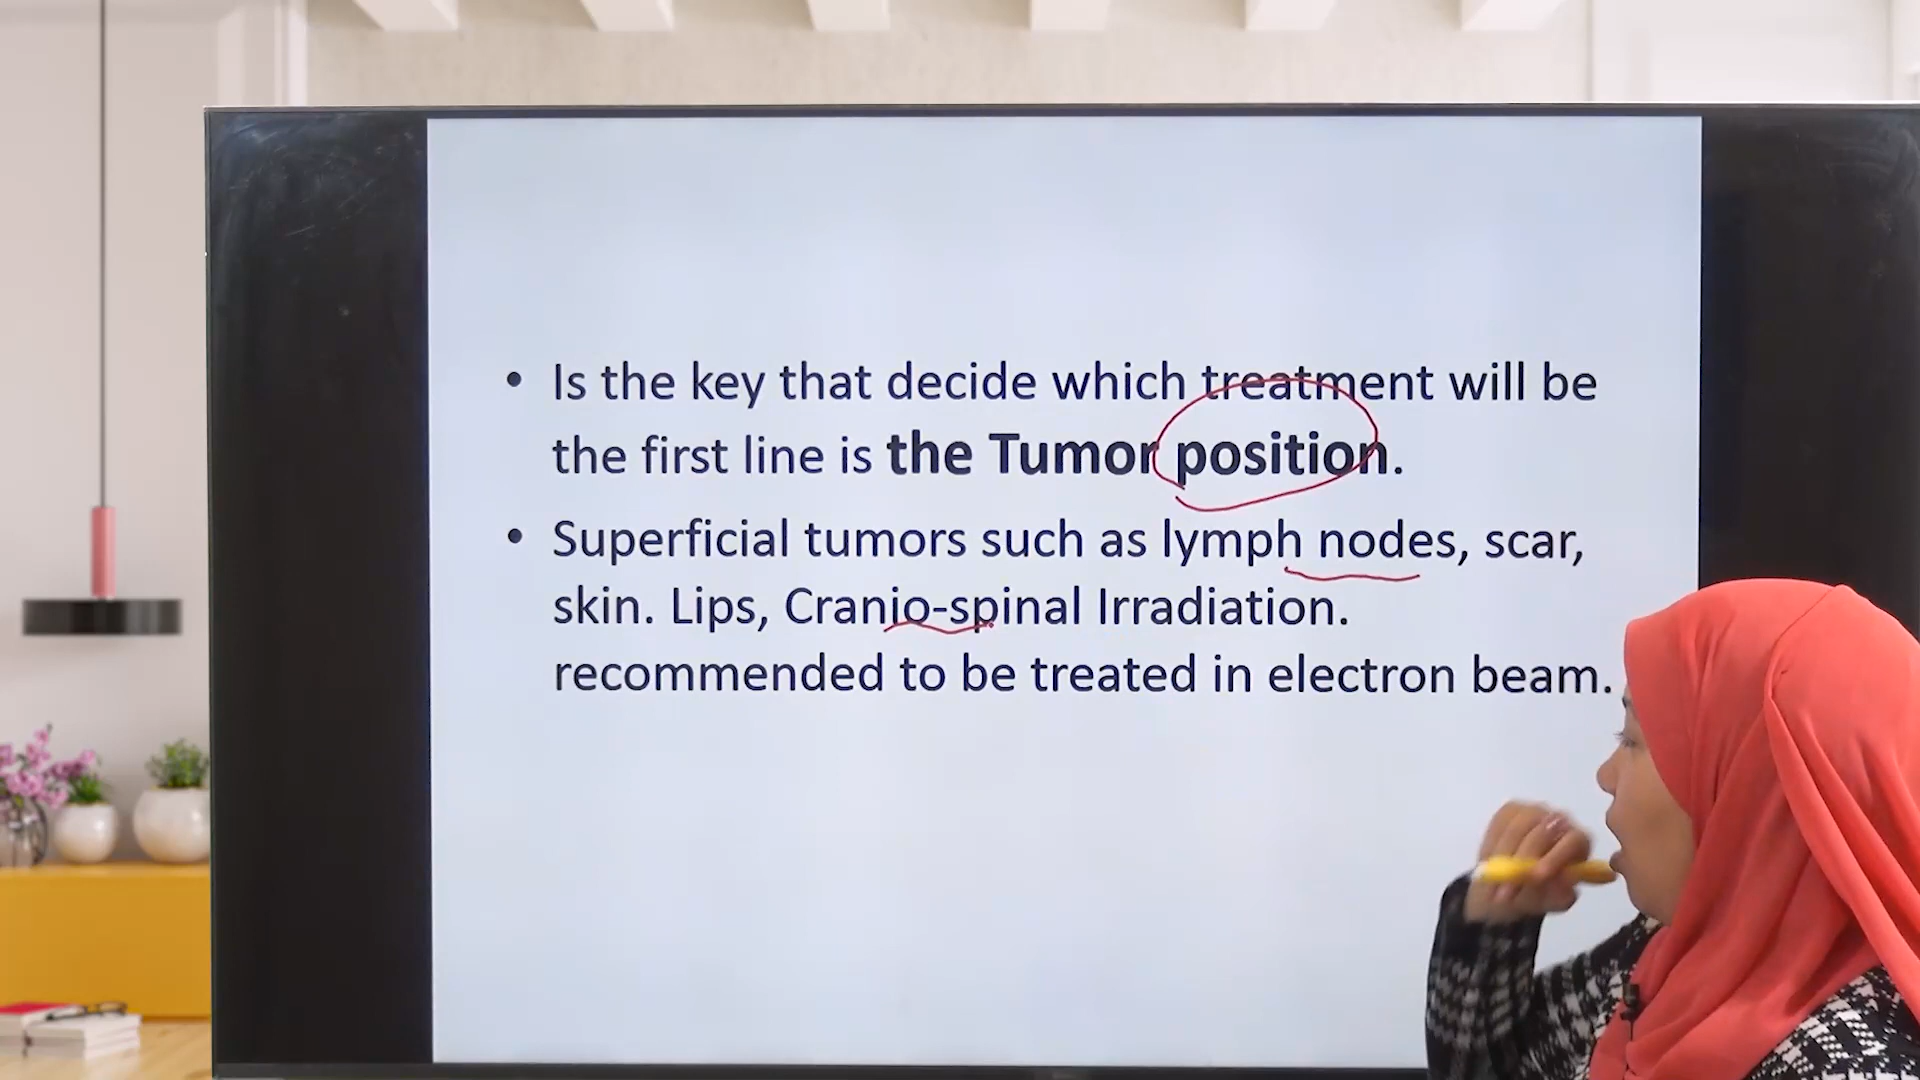 • Is the key that decide which treatment will be
the first line is the Tumor position.
• Superficial tumors such as lymph nodes, scar,
skin. Lips, Cranio-spinal Irradiation.
recommended to be treated in electron beam.